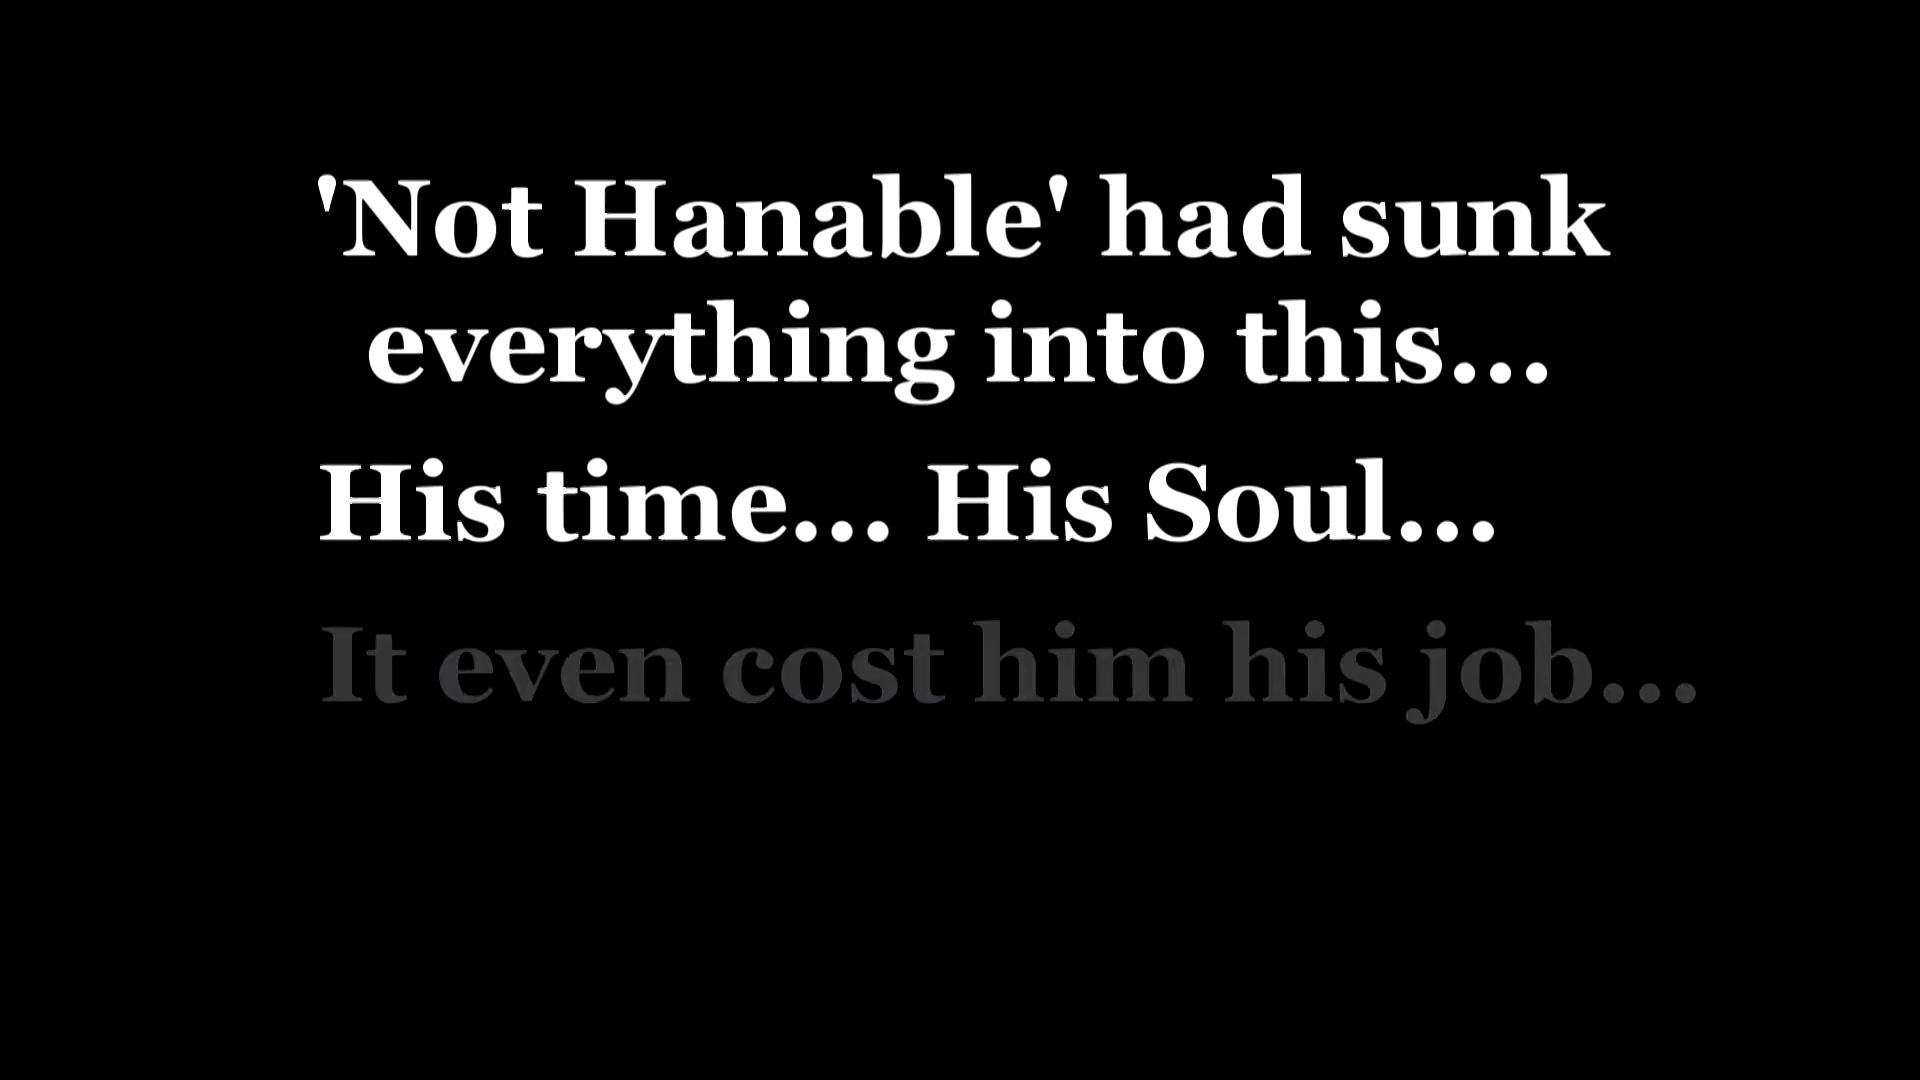 'Not Hanable' had sunk
everything into this...
His time... His Soul...
It even cost him his job...